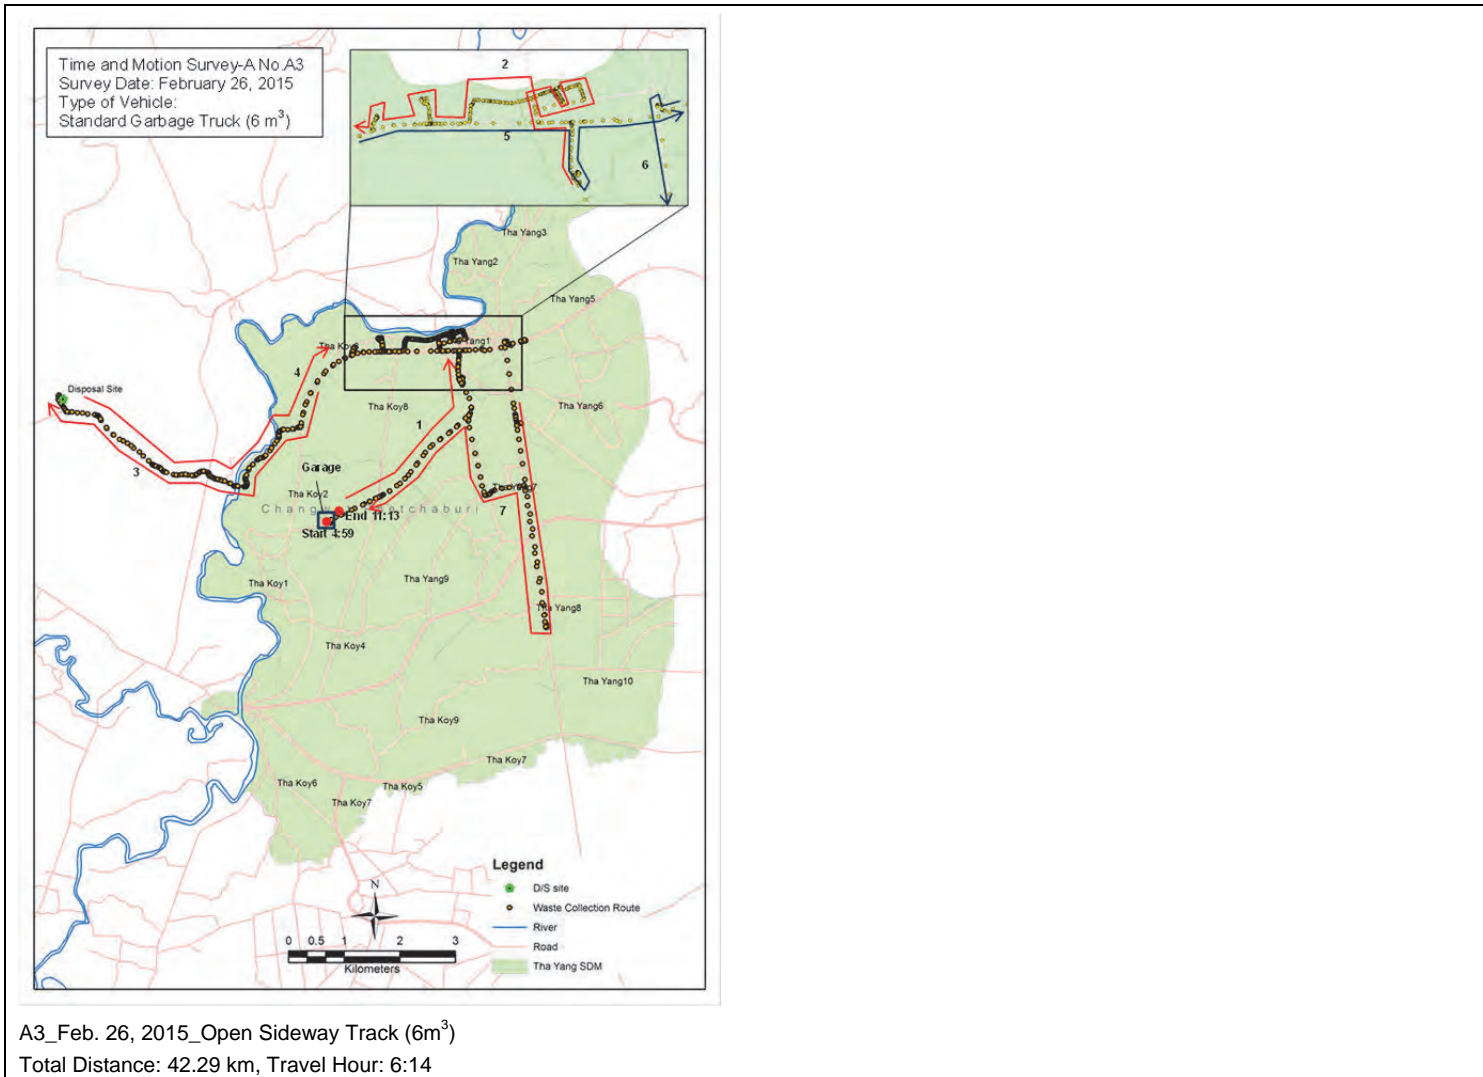 Time and Motion Survey-A No.A3
Survey Date: February 26, 2015
Type of Vehicle:
Standard Garbage Truck (6 m³)
2
5
6
Tha Yang3
Tha Yang2
Tha Yang5
Yang1
Tha
4
Disposal Site
Tha Koy8
Tha Yang6
1
3
Garage
Tha Koy2
7
End 11:13
Start 4:59
Tha Koy1
Tha Yang9
Tha Yang8
Tha Koy4
Tha Yang10
Tha Koy9
Tha Koy7
Tha Koy6
Tha Koy5
Tha Koy7
Legend
N
D/S site
Waste Collection Route
River
0 0.5 1 2 3
Road
Kilometers
Tha Yang SDM
A3_Feb. 26, 2015_Open Sideway Track (6m³)
Total Distance: 42.29 km, Travel Hour: 6:14